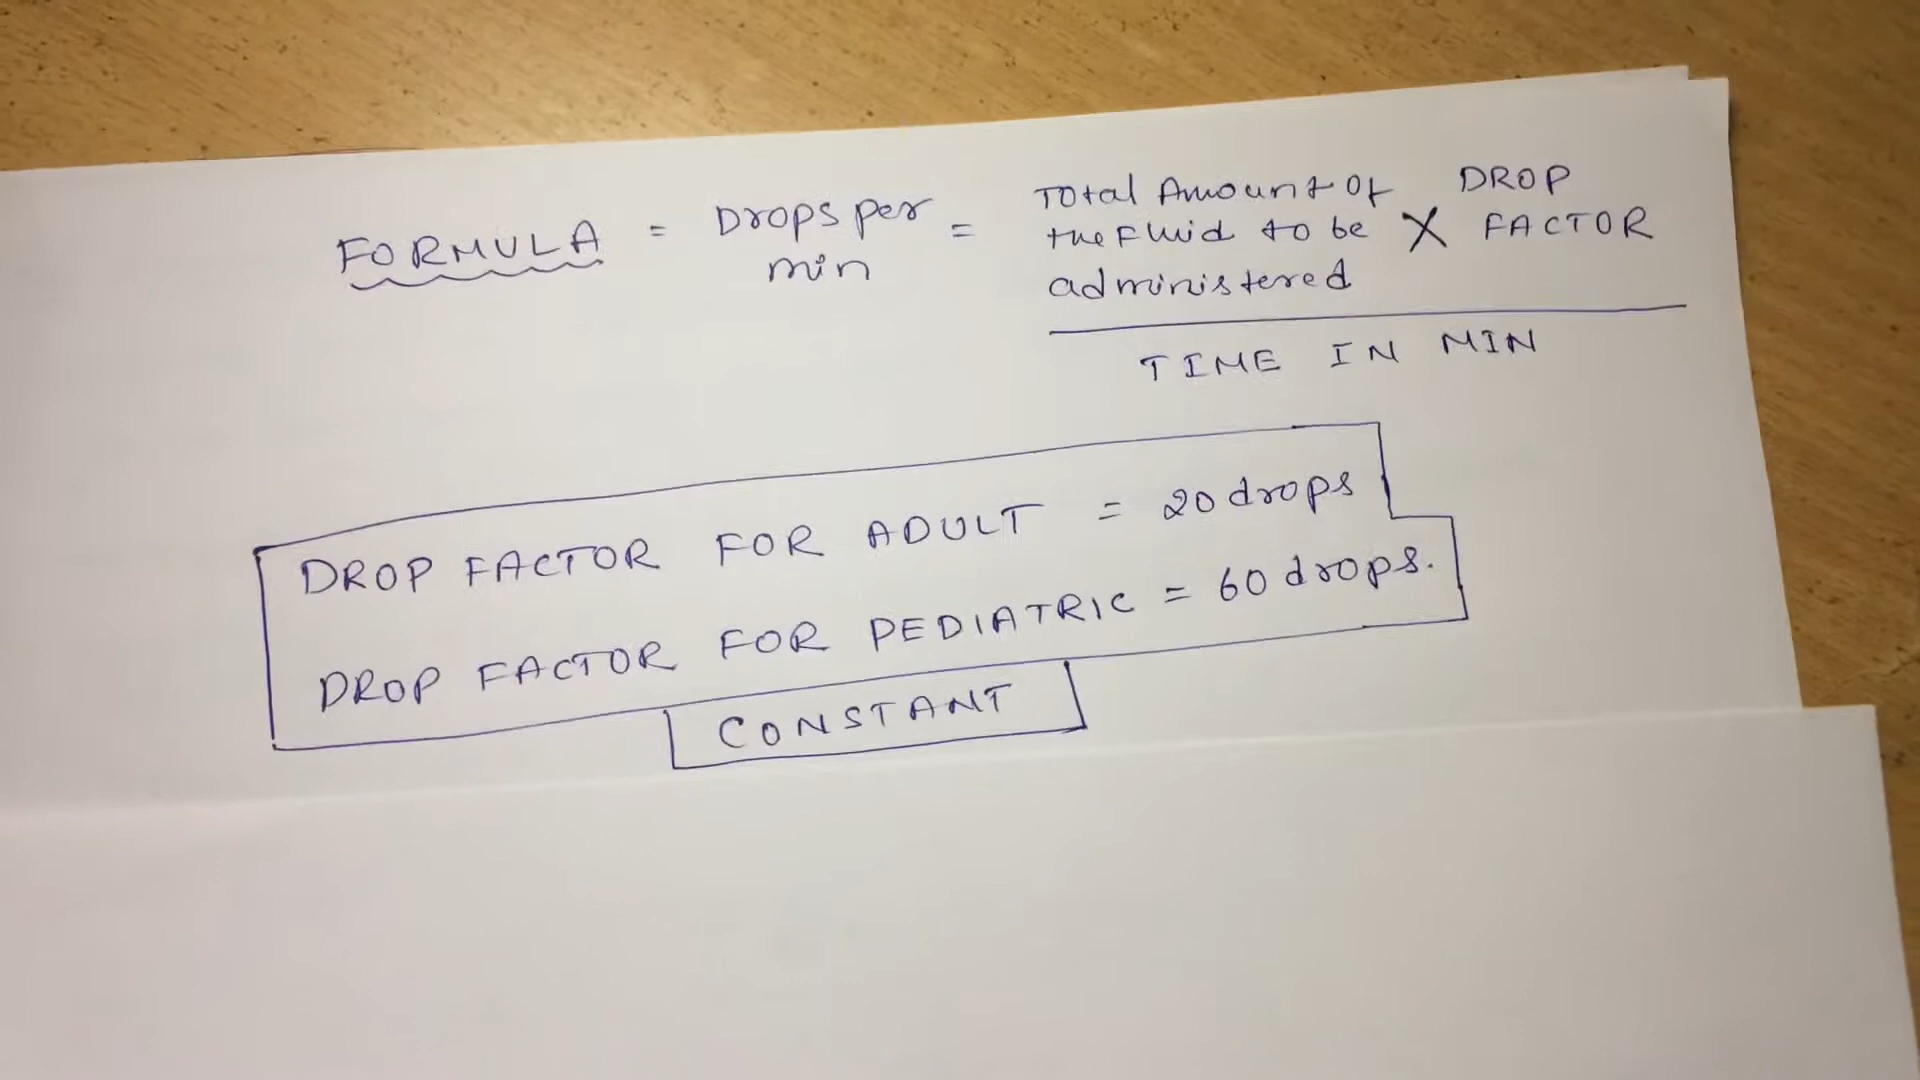 FORMULA = Drops per min = Total Amount of the Fluid to be administered X DROP FACTOR
TIME IN MIN
DROP FACTOR FOR ADULT = 20 drops
DROP FACTOR FOR PEDIATRIC = 60 drops.
CONSTANT